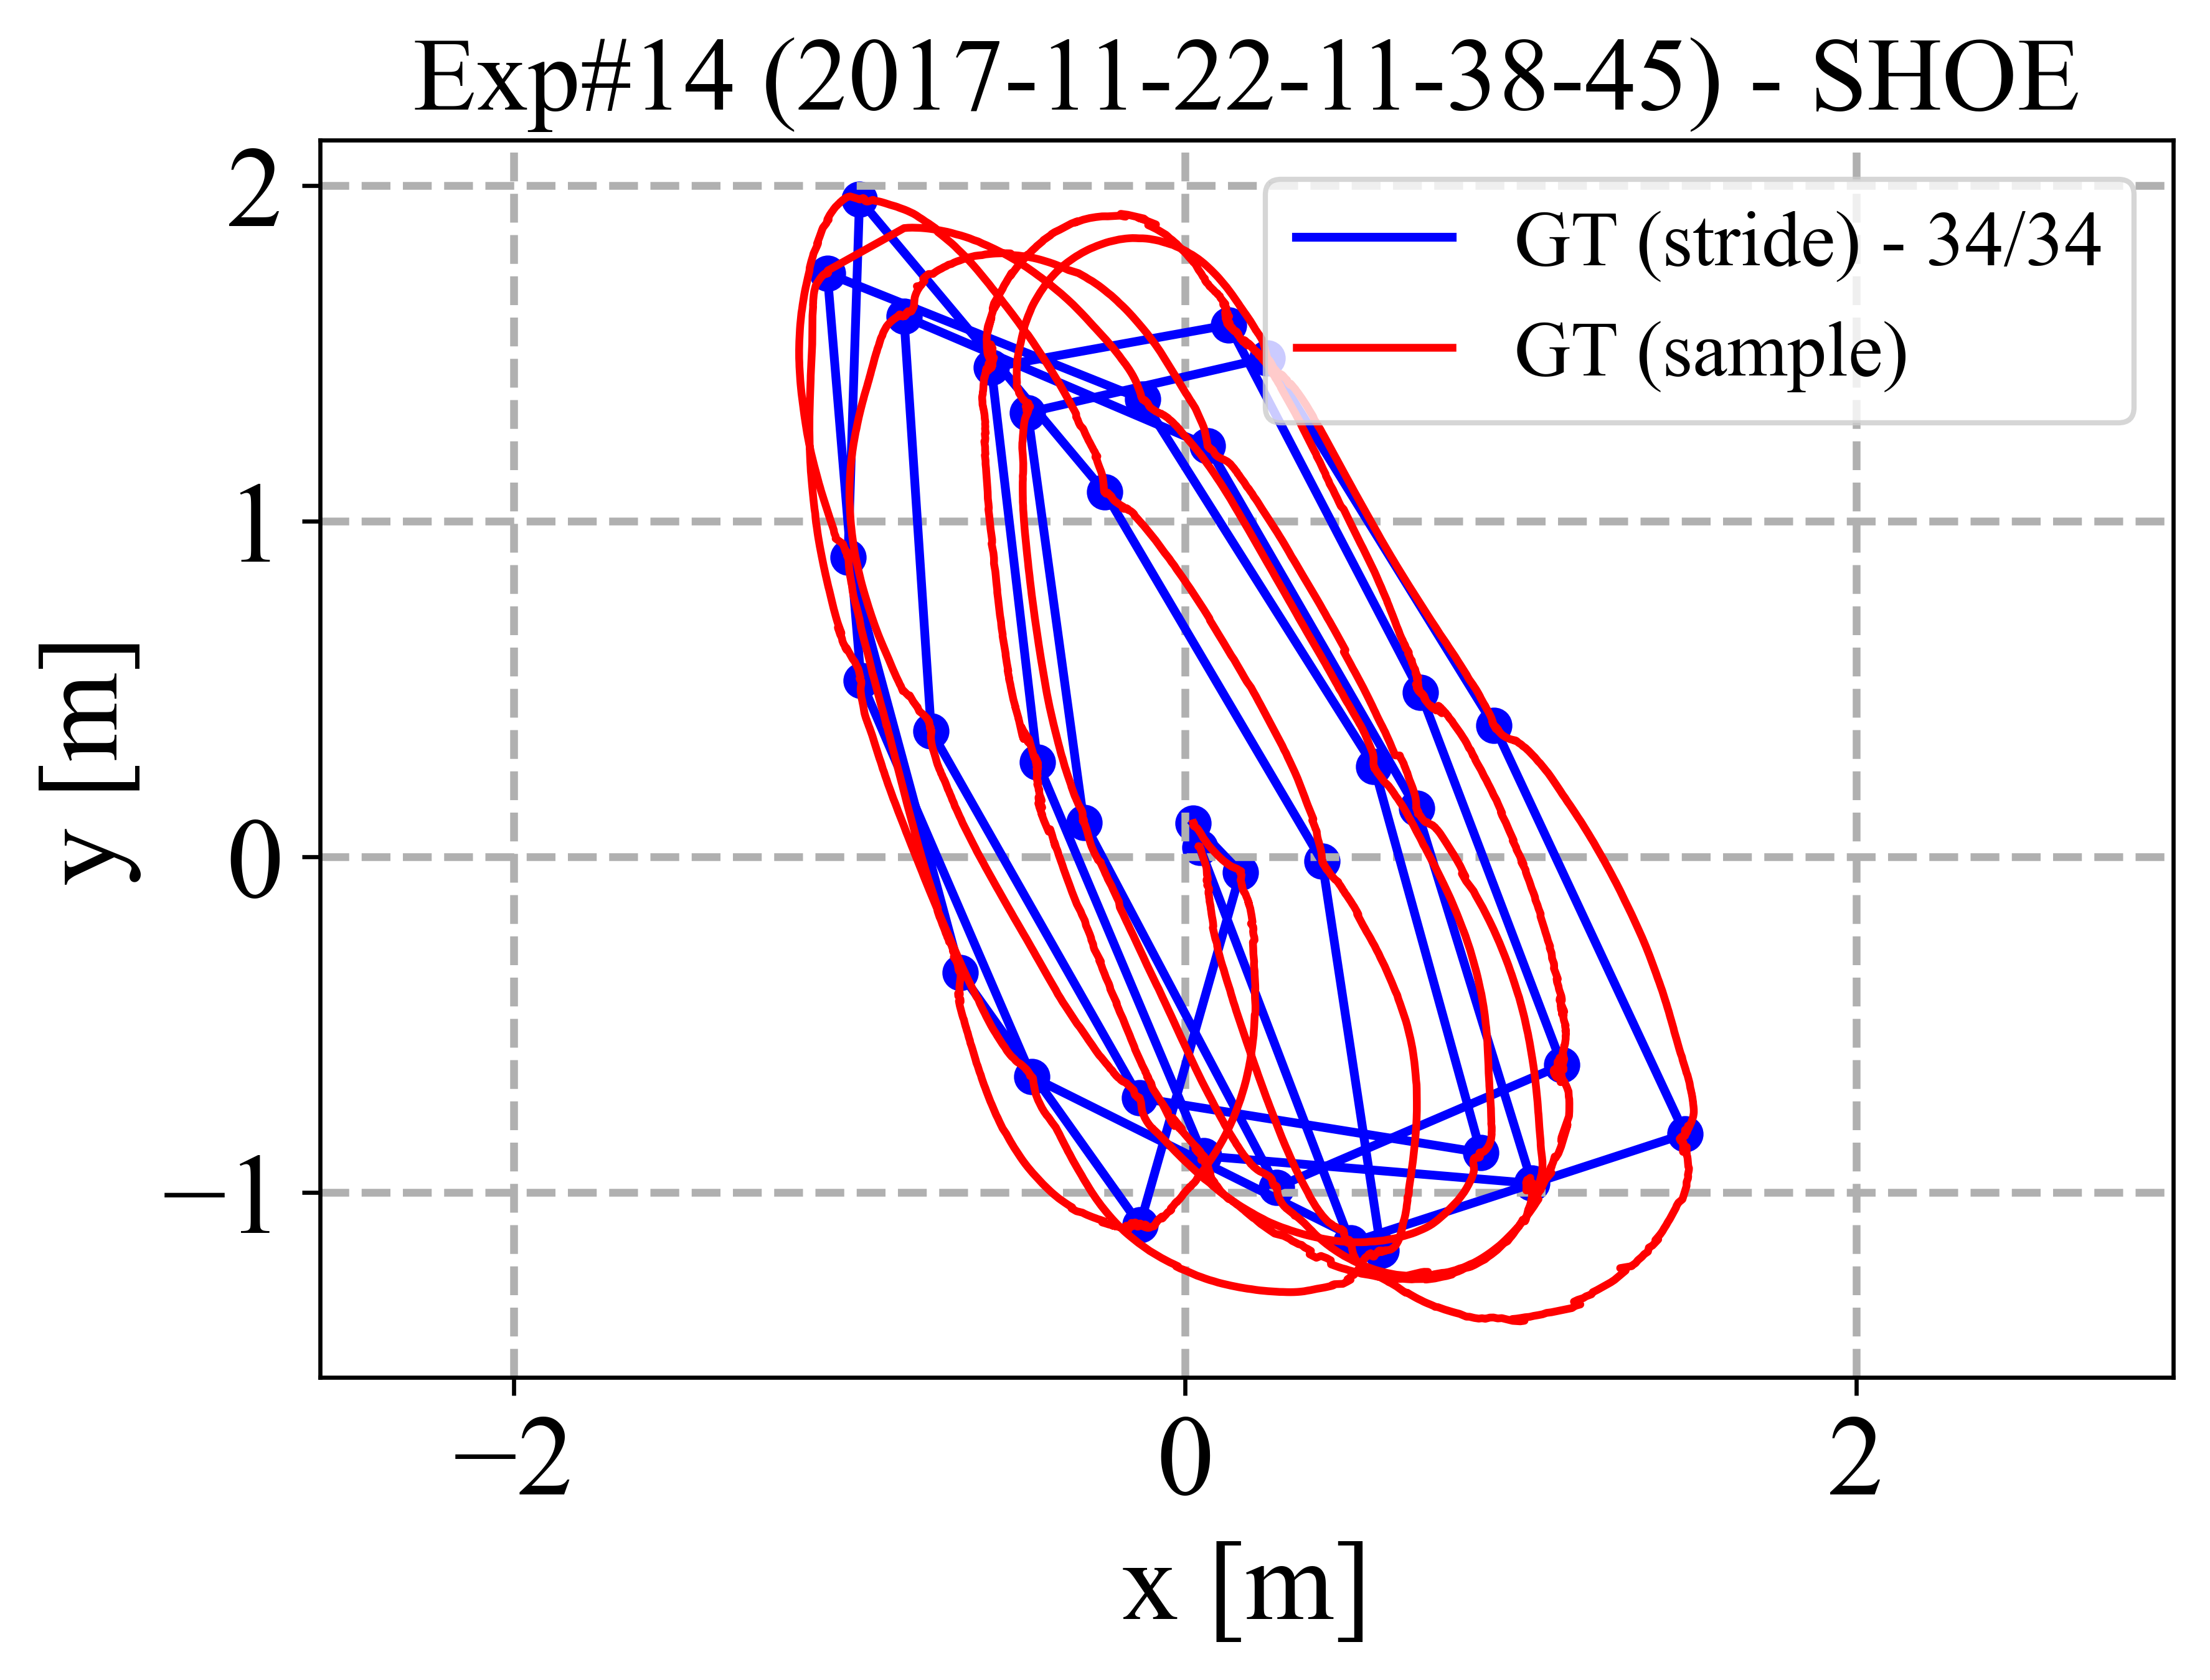 Exp#14 (2017-11-22-11-38-45) - SHOE
GT (stride) - 34/34
GT (sample)
2
1
0
−1
y [m]
−2
0
2
x [m]